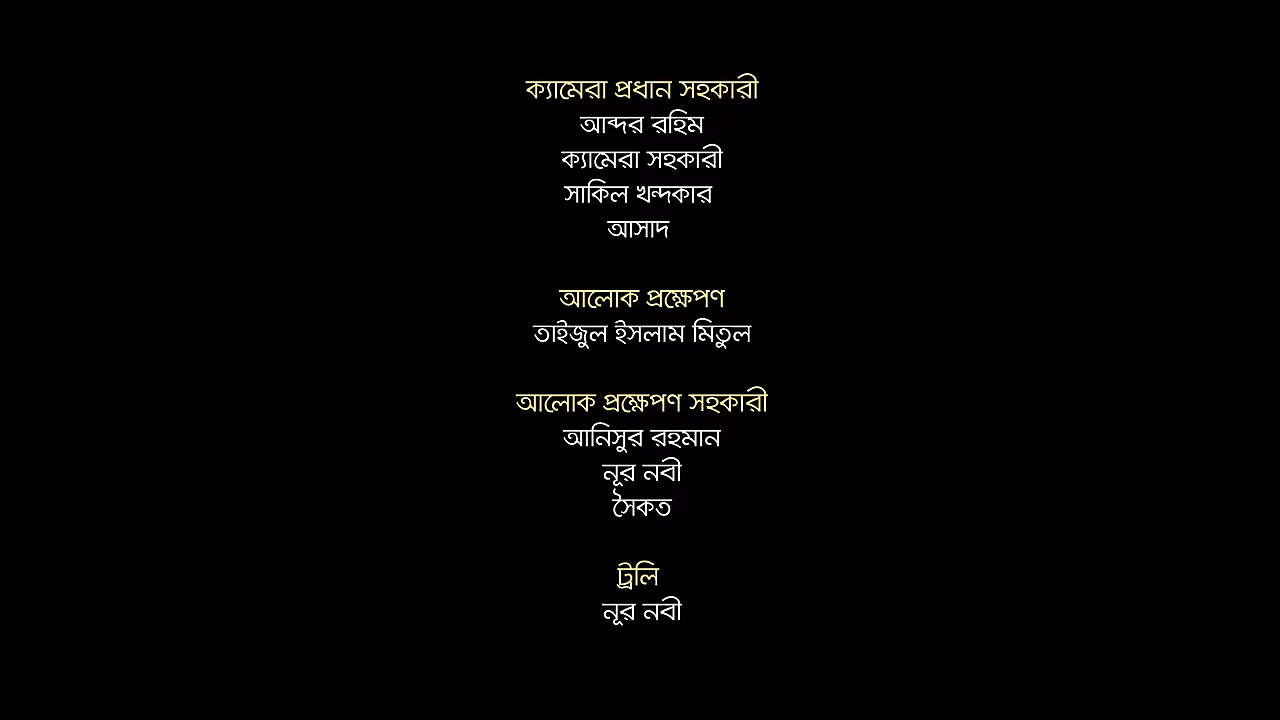 ক্যামেরা প্রধান সহকারী
আব্দর রহিম
ক্যামেরা সহকারী
সাকিল খন্দকার
আসাদ
আলোক প্রক্ষেপণ
তাইজুল ইসলাম মিতুল
আলোক প্রক্ষেপণ সহকারী
আনিসুর রহমান
নূর নবী
সৈকত
ট্রলি
নূর নবী